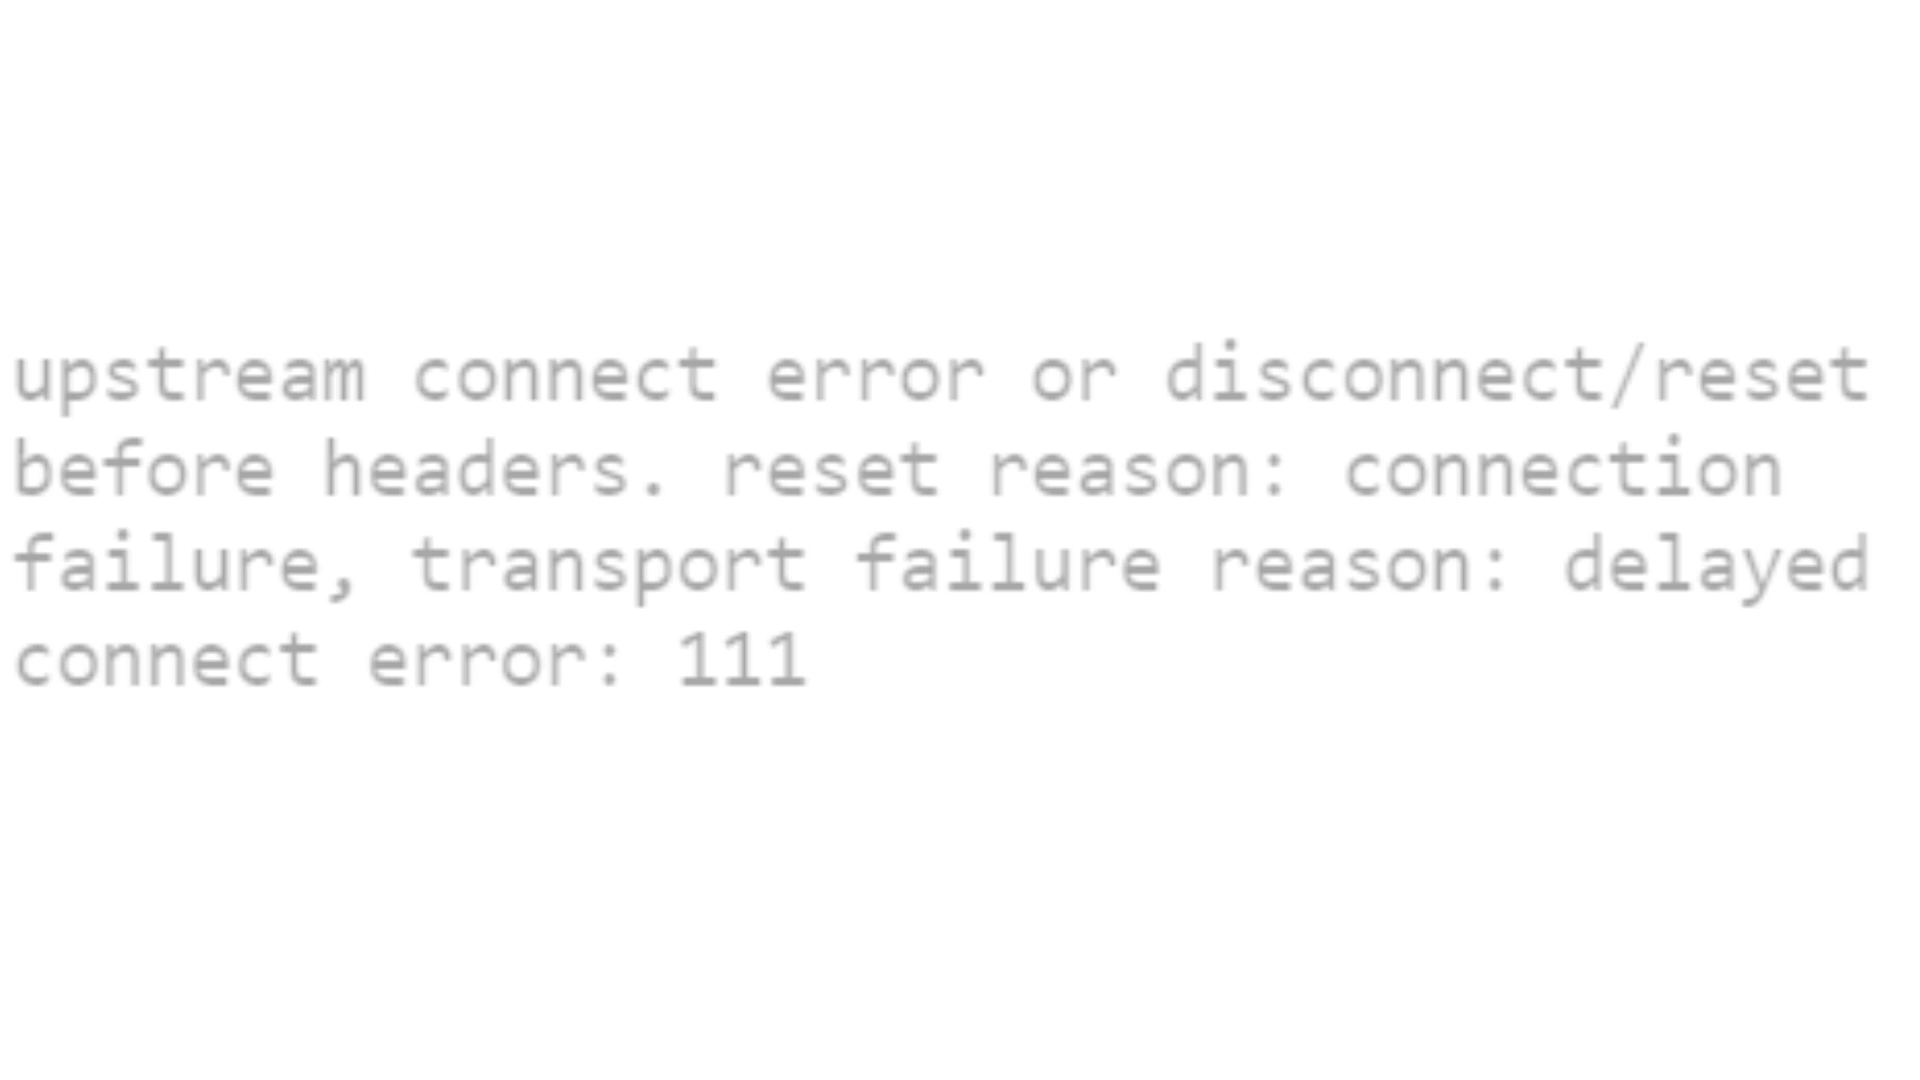 upstream connect error or disconnect/reset
before headers. reset reason: connection
failure, transport failure reason: delayed
connect error: 111